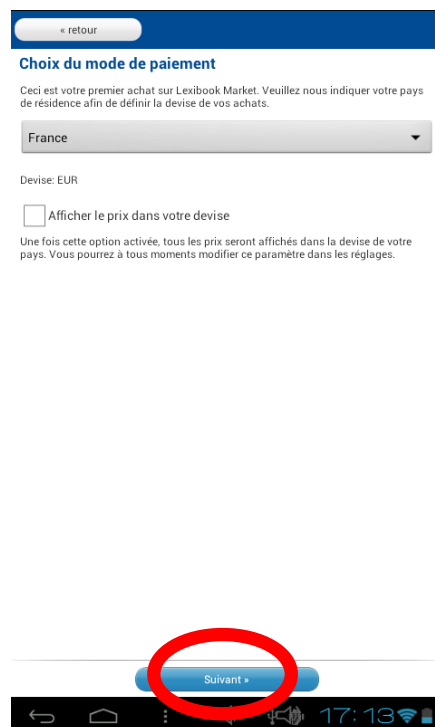 « retour
Choix du mode de paiement
Ceci est votre premier achat sur Lexibook Market. Veuillez nous indiquer votre pays
de résidence afin de définir la devise de vos achats.
France
Devise: EUR
Afficher le prix dans votre devise
Une fois cette option activée, tous les prix seront affichés dans la devise de votre
pays. Vous pourrez à tous moments modifier ce paramètre dans les réglages.
Suivant »
17:13